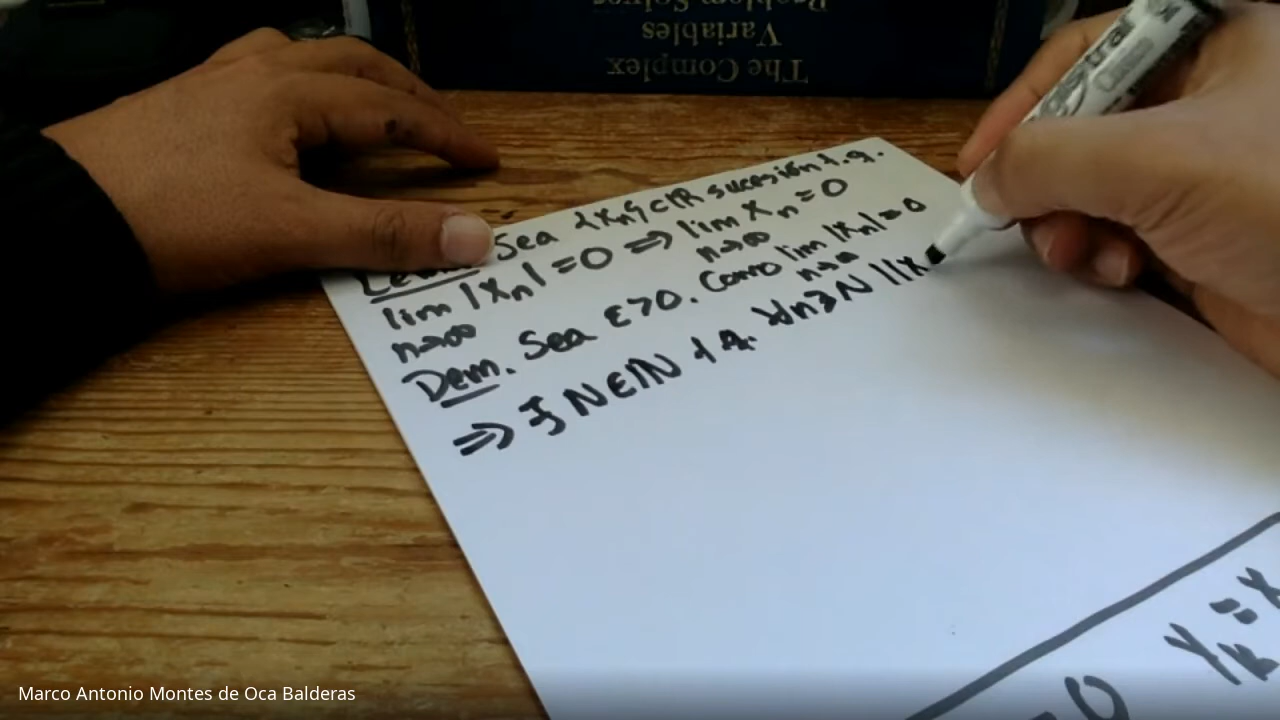 The Complex
Variables
Problem Solver
Sea {xₙ} ⊂ ℝ sucesión t.q.
lim |xₙ| = 0 ⇒ lim xₙ = 0
n→∞ n→∞
Dem. Sea ε > 0. Como lim |xₙ| = 0
n→∞
⇒ ∃ N ∈ ℕ t.q. ∀n ≥ N ||x
Marco Antonio Montes de Oca Balderas